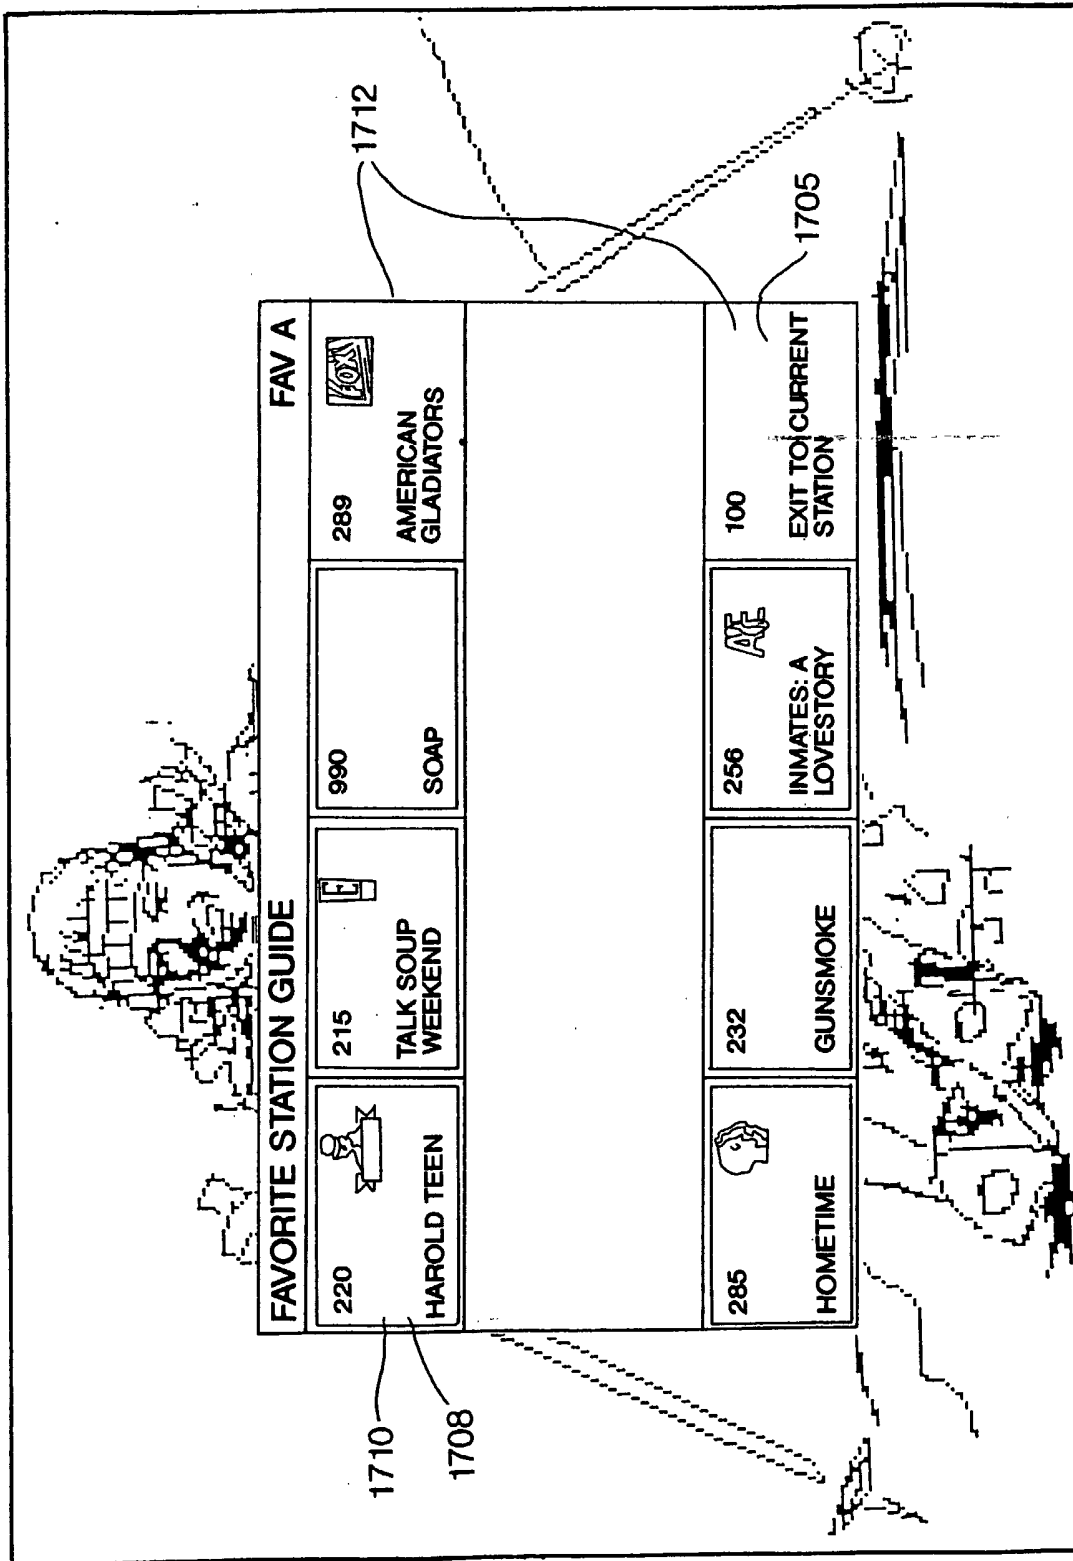 FAVORITE STATION GUIDE FAV A
220
HAROLD TEEN
215
E
TALK SOUP
WEEKEND
990
SOAP
289
FOX
AMERICAN
GLADIATORS
285
HOMETIME
232
GUNSMOKE
256
A&E
INMATES: A
LOVESTORY
100
EXIT TO CURRENT
STATION
1710
1708
1712
1705